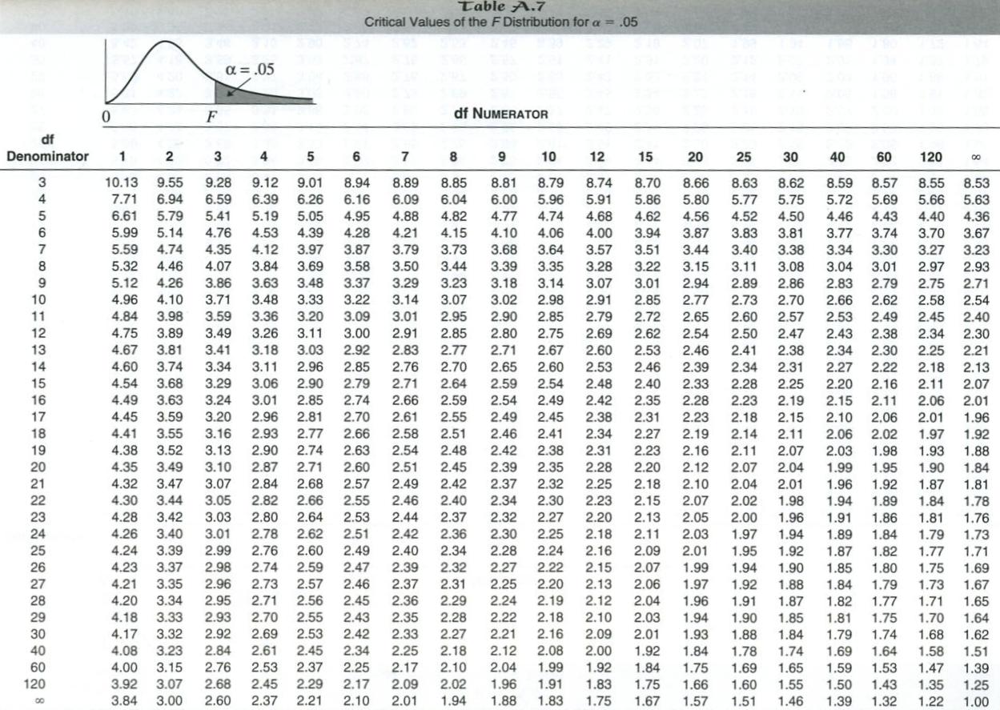 Table A.7
Critical Values of the F Distribution for α = .05
α = .05
0 F
df NUMERATOR
df
Denominator 1 2 3 4 5 6 7 8 9 10 12 15 20 25 30 40 60 120 ∞
3 10.13 9.55 9.28 9.12 9.01 8.94 8.89 8.85 8.81 8.79 8.74 8.70 8.66 8.63 8.62 8.59 8.57 8.55 8.53
4 7.71 6.94 6.59 6.39 6.26 6.16 6.09 6.04 6.00 5.96 5.91 5.86 5.80 5.77 5.75 5.72 5.69 5.66 5.63
5 6.61 5.79 5.41 5.19 5.05 4.95 4.88 4.82 4.77 4.74 4.68 4.62 4.56 4.52 4.50 4.46 4.43 4.40 4.36
6 5.99 5.14 4.76 4.53 4.39 4.28 4.21 4.15 4.10 4.06 4.00 3.94 3.87 3.83 3.81 3.77 3.74 3.70 3.67
7 5.59 4.74 4.35 4.12 3.97 3.87 3.79 3.73 3.68 3.64 3.57 3.51 3.44 3.40 3.38 3.34 3.30 3.27 3.23
8 5.32 4.46 4.07 3.84 3.69 3.58 3.50 3.44 3.39 3.35 3.28 3.22 3.15 3.11 3.08 3.04 3.01 2.97 2.93
9 5.12 4.26 3.86 3.63 3.48 3.37 3.29 3.23 3.18 3.14 3.07 3.01 2.94 2.89 2.86 2.83 2.79 2.75 2.71
10 4.96 4.10 3.71 3.48 3.33 3.22 3.14 3.07 3.02 2.98 2.91 2.85 2.77 2.73 2.70 2.66 2.62 2.58 2.54
11 4.84 3.98 3.59 3.36 3.20 3.09 3.01 2.95 2.90 2.85 2.79 2.72 2.65 2.60 2.57 2.53 2.49 2.45 2.40
12 4.75 3.89 3.49 3.26 3.11 3.00 2.91 2.85 2.80 2.75 2.69 2.62 2.54 2.50 2.47 2.43 2.38 2.34 2.30
13 4.67 3.81 3.41 3.18 3.03 2.92 2.83 2.77 2.71 2.67 2.60 2.53 2.46 2.41 2.38 2.34 2.30 2.25 2.21
14 4.60 3.74 3.34 3.11 2.96 2.85 2.76 2.70 2.65 2.60 2.53 2.46 2.39 2.34 2.31 2.27 2.22 2.18 2.13
15 4.54 3.68 3.29 3.06 2.90 2.79 2.71 2.64 2.59 2.54 2.48 2.40 2.33 2.28 2.25 2.20 2.16 2.11 2.07
16 4.49 3.63 3.24 3.01 2.85 2.74 2.66 2.59 2.54 2.49 2.42 2.35 2.28 2.23 2.19 2.15 2.11 2.06 2.01
17 4.45 3.59 3.20 2.96 2.81 2.70 2.61 2.55 2.49 2.45 2.38 2.31 2.23 2.18 2.15 2.10 2.06 2.01 1.96
18 4.41 3.55 3.16 2.93 2.77 2.66 2.58 2.51 2.46 2.41 2.34 2.27 2.19 2.14 2.11 2.06 2.02 1.97 1.92
19 4.38 3.52 3.13 2.90 2.74 2.63 2.54 2.48 2.42 2.38 2.31 2.23 2.16 2.11 2.07 2.03 1.98 1.93 1.88
20 4.35 3.49 3.10 2.87 2.71 2.60 2.51 2.45 2.39 2.35 2.28 2.20 2.12 2.07 2.04 1.99 1.95 1.90 1.84
21 4.32 3.47 3.07 2.84 2.68 2.57 2.49 2.42 2.37 2.32 2.25 2.18 2.10 2.04 2.01 1.96 1.92 1.87 1.81
22 4.30 3.44 3.05 2.82 2.66 2.55 2.46 2.40 2.34 2.30 2.23 2.15 2.07 2.02 1.98 1.94 1.89 1.84 1.78
23 4.28 3.42 3.03 2.80 2.64 2.53 2.44 2.37 2.32 2.27 2.20 2.13 2.05 2.00 1.96 1.91 1.86 1.81 1.76
24 4.26 3.40 3.01 2.78 2.62 2.51 2.42 2.36 2.30 2.25 2.18 2.11 2.03 1.97 1.94 1.89 1.84 1.79 1.73
25 4.24 3.39 2.99 2.76 2.60 2.49 2.40 2.34 2.28 2.24 2.16 2.09 2.01 1.95 1.92 1.87 1.82 1.77 1.71
26 4.23 3.37 2.98 2.74 2.59 2.47 2.39 2.32 2.27 2.22 2.15 2.07 1.99 1.94 1.90 1.85 1.80 1.75 1.69
27 4.21 3.35 2.96 2.73 2.57 2.46 2.37 2.31 2.25 2.20 2.13 2.06 1.97 1.92 1.88 1.84 1.79 1.73 1.67
28 4.20 3.34 2.95 2.71 2.56 2.45 2.36 2.29 2.24 2.19 2.12 2.04 1.96 1.91 1.87 1.82 1.77 1.71 1.65
29 4.18 3.33 2.93 2.70 2.55 2.43 2.35 2.28 2.22 2.18 2.10 2.03 1.94 1.90 1.85 1.81 1.75 1.70 1.64
30 4.17 3.32 2.92 2.69 2.53 2.42 2.33 2.27 2.21 2.16 2.09 2.01 1.93 1.88 1.84 1.79 1.74 1.68 1.62
40 4.08 3.23 2.84 2.61 2.45 2.34 2.25 2.18 2.12 2.08 2.00 1.92 1.84 1.78 1.74 1.69 1.64 1.58 1.51
60 4.00 3.15 2.76 2.53 2.37 2.25 2.17 2.10 2.04 1.99 1.92 1.84 1.75 1.69 1.65 1.59 1.53 1.47 1.39
120 3.92 3.07 2.68 2.45 2.29 2.17 2.09 2.02 1.96 1.91 1.83 1.75 1.66 1.60 1.55 1.50 1.43 1.35 1.25
∞ 3.84 3.00 2.60 2.37 2.21 2.10 2.01 1.94 1.88 1.83 1.75 1.67 1.57 1.51 1.46 1.39 1.32 1.22 1.00